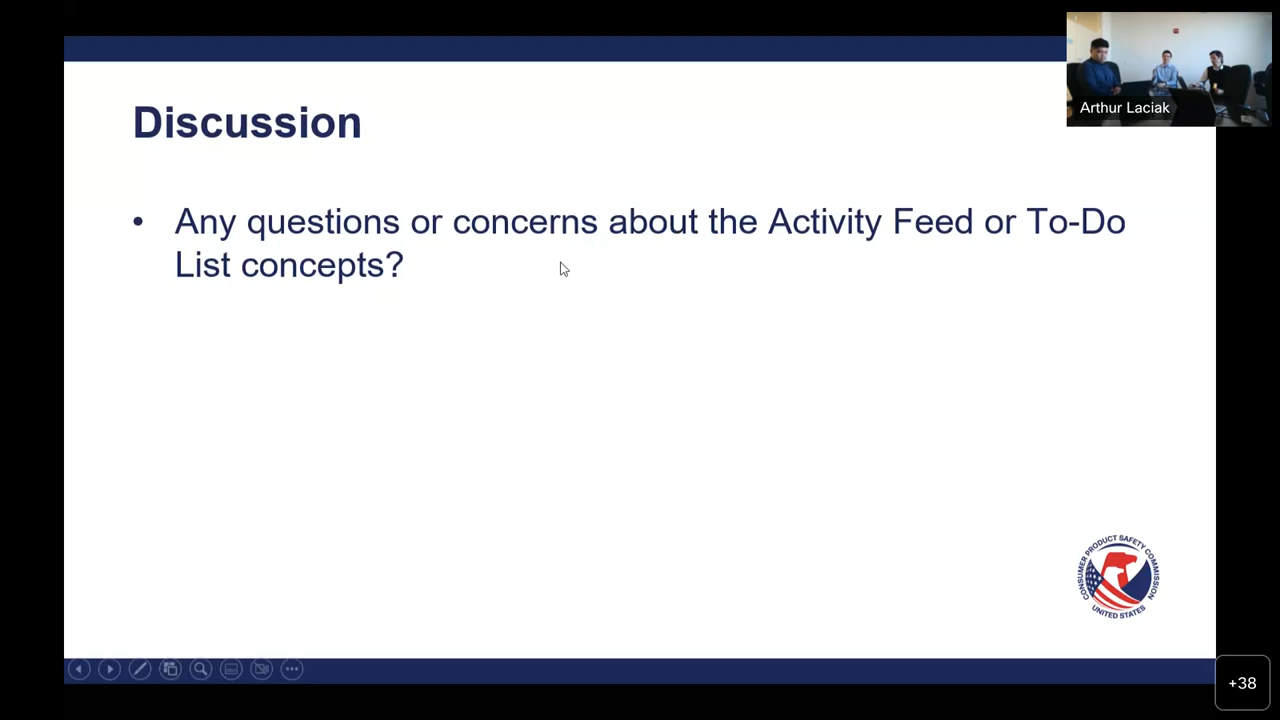 Arthur Laciak
Discussion
• Any questions or concerns about the Activity Feed or To-Do
List concepts?
CONSUMER PRODUCT SAFETY COMMISSION
UNITED STATES
+38